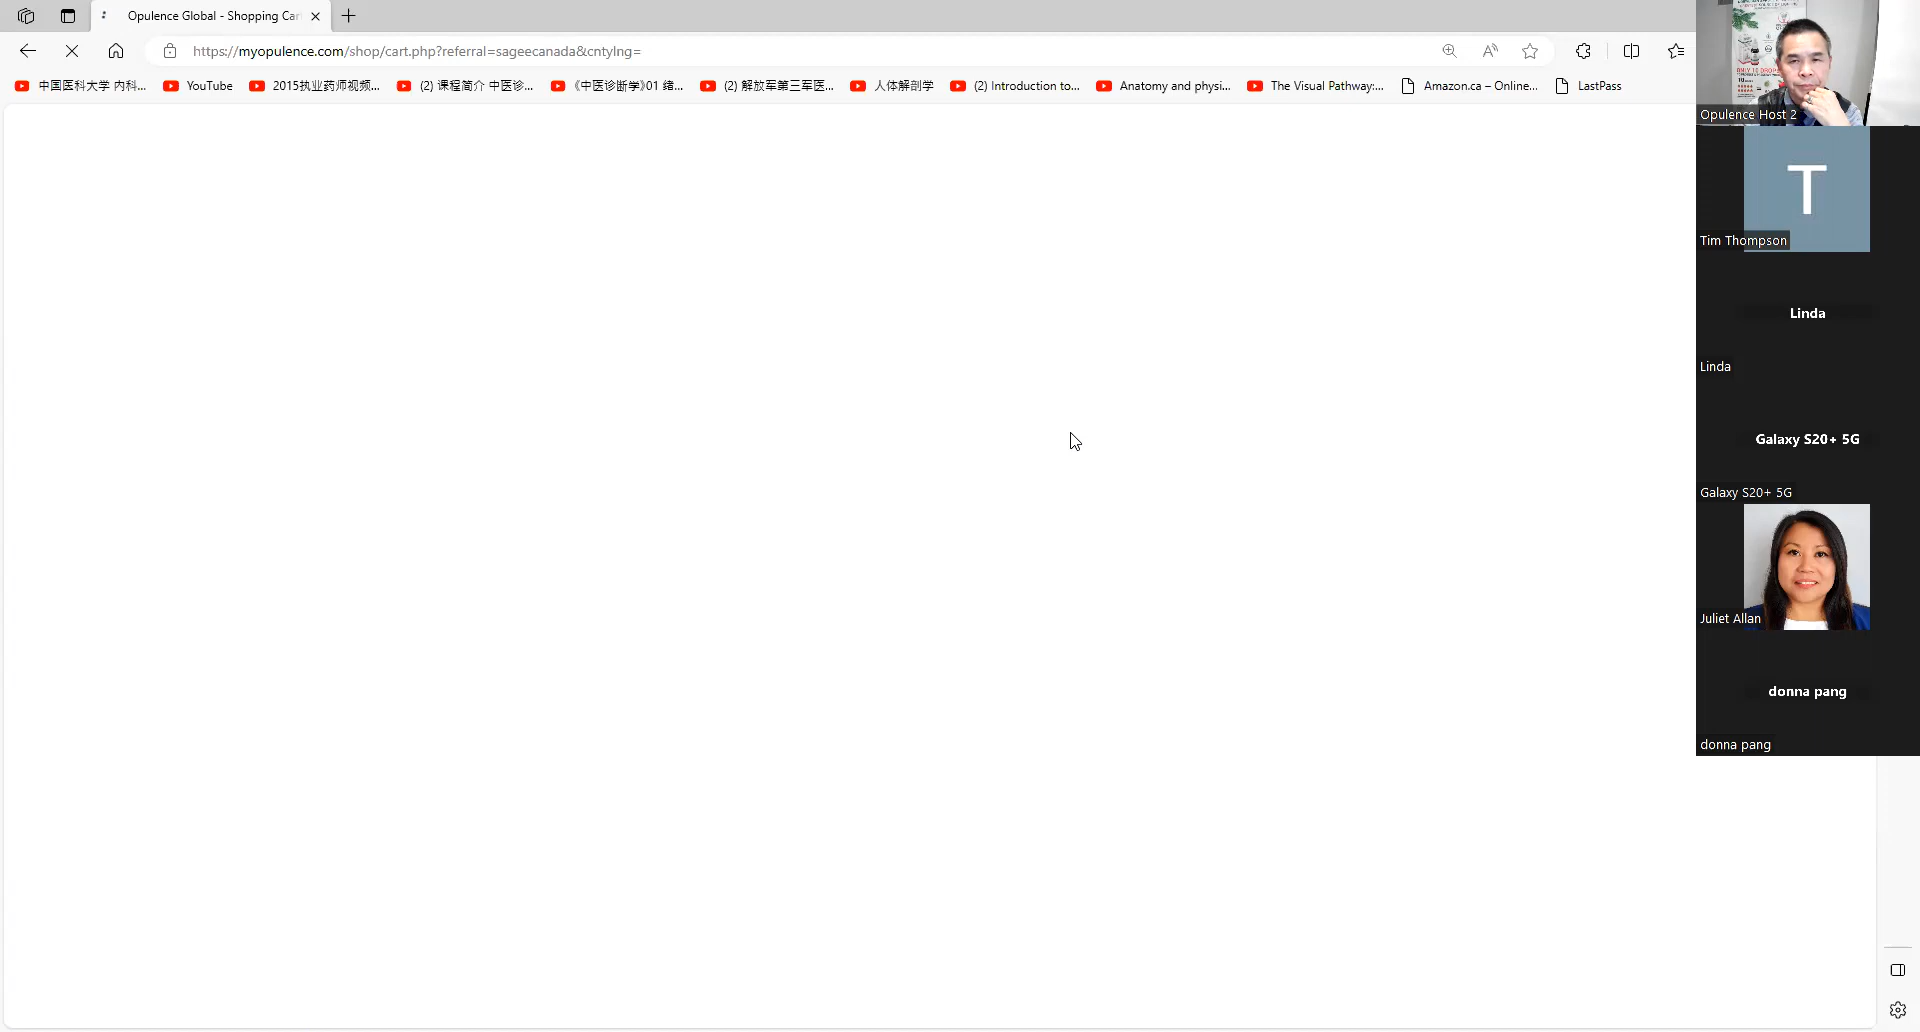 Opulence Global - Shopping Car
https://myopulence.com/shop/cart.php?referral=sageecanada&cntylng=
中国医科大学 内科...
YouTube
2015执业药师视频...
(2) 课程简介 中医诊...
《中医诊断学》01 绪...
(2) 解放军第三军医...
人体解剖学
(2) Introduction to...
Anatomy and physi...
The Visual Pathway:...
Amazon.ca – Online...
LastPass
Opulence Host 2
T
Tim Thompson
Linda
Linda
Galaxy S20+ 5G
Galaxy S20+ 5G
Juliet Allan
donna pang
donna pang